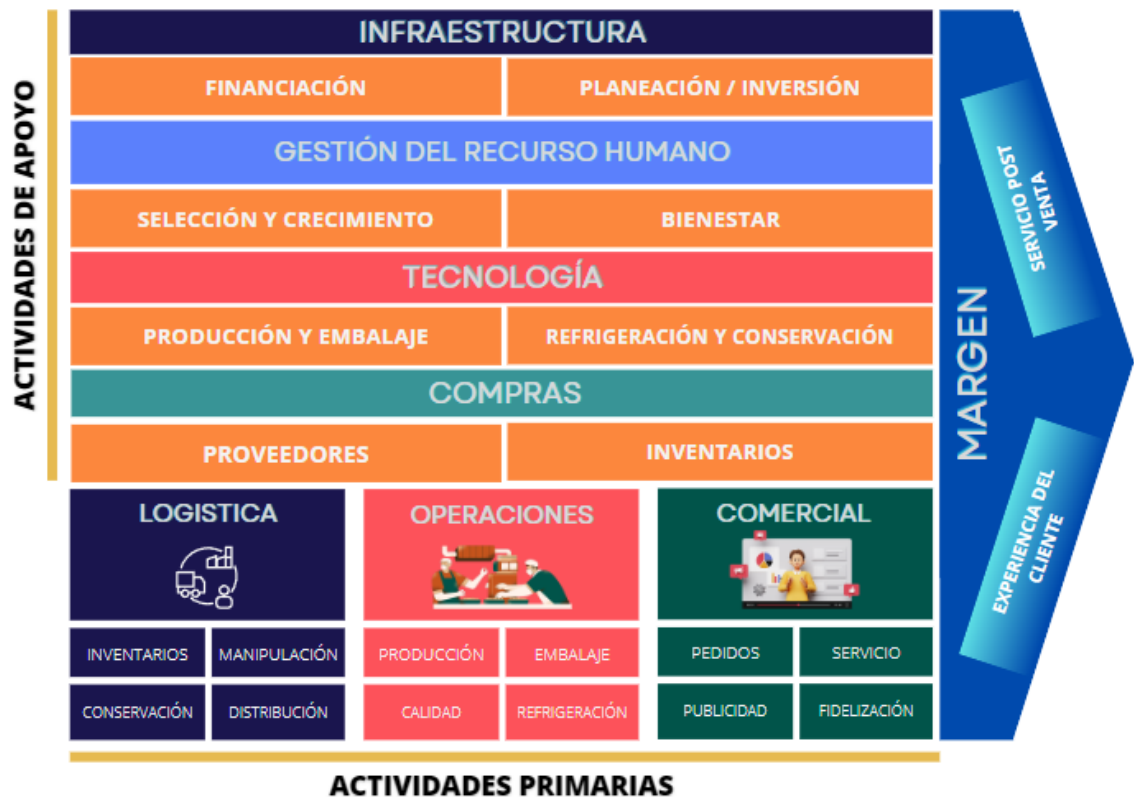 INFRAESTRUCTURA
FINANCIACIÓN
PLANEACIÓN / INVERSIÓN
GESTIÓN DEL RECURSO HUMANO
SELECCIÓN Y CRECIMIENTO
BIENESTAR
TECNOLOGÍA
PRODUCCIÓN Y EMBALAJE
REFRIGERACIÓN Y CONSERVACIÓN
COMPRAS
PROVEEDORES
INVENTARIOS
ACTIVIDADES DE APOYO
LOGISTICA
INVENTARIOS
MANIPULACIÓN
CONSERVACIÓN
DISTRIBUCIÓN
OPERACIONES
PRODUCCIÓN
EMBALAJE
CALIDAD
REFRIGERACIÓN
COMERCIAL
PEDIDOS
SERVICIO
PUBLICIDAD
FIDELIZACIÓN
ACTIVIDADES PRIMARIAS
MARGEN
SERVICIO POST
VENTA
EXPERIENCIA DEL
CLIENTE